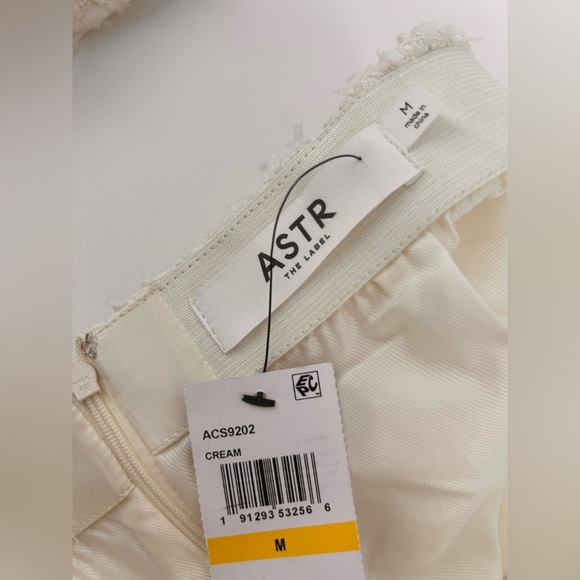 M
made in
china
ASTR
THE LABEL
EPC
ACS9202
CREAM
1 91293 53256 6
M